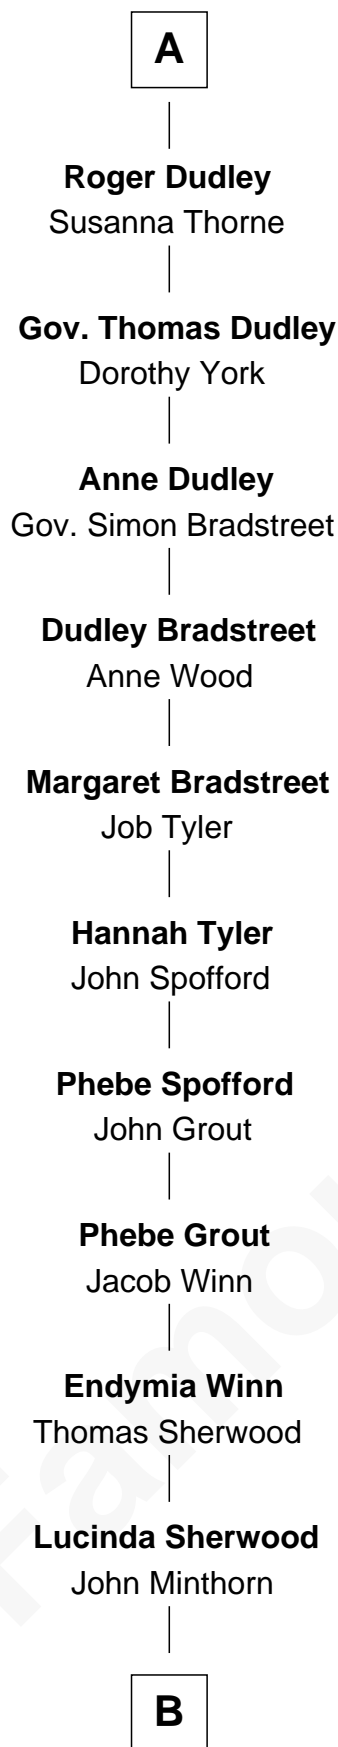 A
Roger Dudley
Susanna Thorne
Gov. Thomas Dudley
Dorothy York
Anne Dudley
Gov. Simon Bradstreet
Dudley Bradstreet
Anne Wood
Margaret Bradstreet
Job Tyler
Hannah Tyler
John Spofford
Phebe Spofford
John Grout
Phebe Grout
Jacob Winn
Endymia Winn
Thomas Sherwood
Lucinda Sherwood
John Minthorn
B